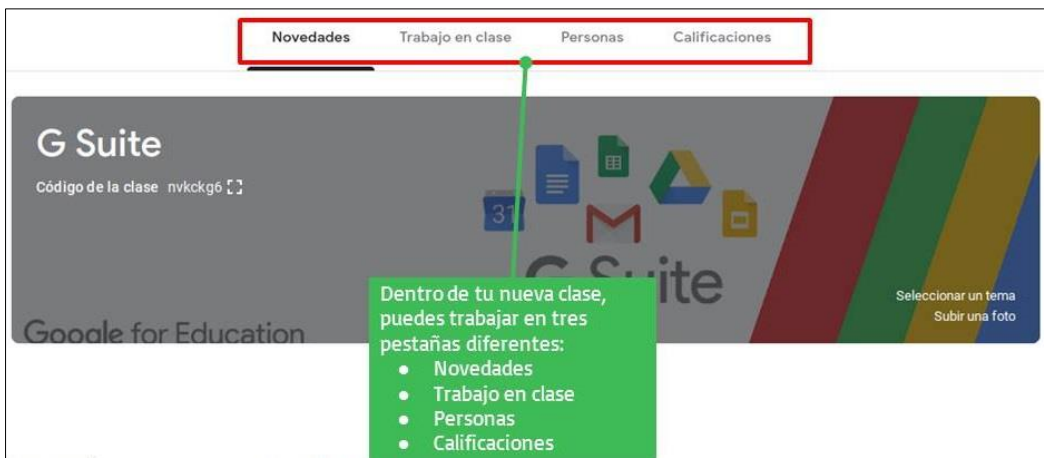 Novedades Trabajo en clase Personas Calificaciones
G Suite
Código de la clase nvkckg6
31
G Suite
Seleccionar un tema
Subir una foto
Google for Education
Dentro de tu nueva clase,
puedes trabajar en tres
pestañas diferentes:
● Novedades
● Trabajo en clase
● Personas
● Calificaciones